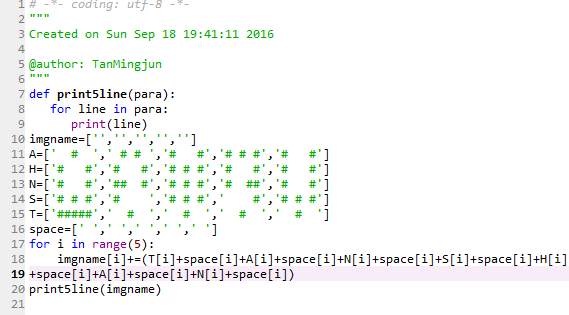 1 # -*- coding: utf-8 -*-
2 """
3 Created on Sun Sep 18 19:41:11 2016
4
5 @author: TanMingjun
6 """
7 def print5line(para):
8    for line in para:
9       print(line)
10 imgname=['','','','','']
11 A=['  #  ',' # # ','#   #','# # #','#   #']
12 H=['#   #','#   #','# # #','#   #','#   #']
13 N=['#   #','##  #','# # #','#  ##','#   #']
14 S=['# # #','#    ','# # #','    #','# # #']
15 T=['#####','  #  ','  #  ','  #  ','  #  ']
16 space=[' ',' ',' ',' ',' ']
17 for i in range(5):
18     imgname[i]+=(T[i]+space[i]+A[i]+space[i]+N[i]+space[i]+S[i]+space[i]+H[i]
19 +space[i]+A[i]+space[i]+N[i]+space[i])
20 print5line(imgname)
21